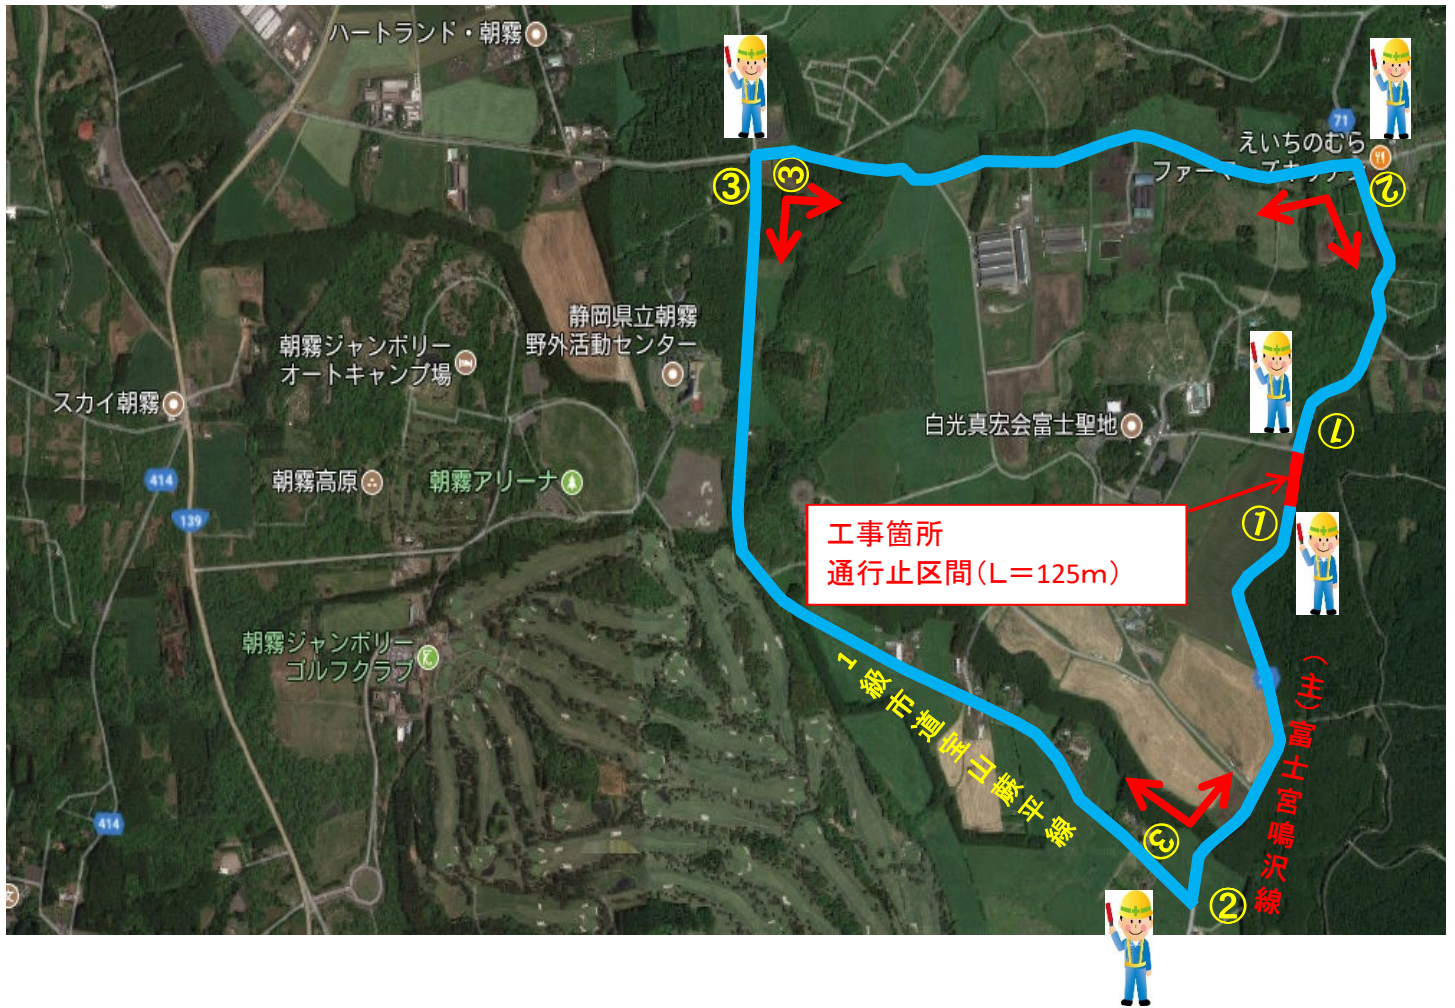 ハートランド・朝霧
71
えいちのむら
③
③
②
静岡県立朝霧
野外活動センター
朝霧ジャンボリー
オートキャンプ場
スカイ朝霧
白光真宏会富士聖地
①
414
朝霧高原
朝霧アリーナ
139
①
工事箇所
通行止区間(L=125m)
朝霧ジャンボリー
ゴルフクラブ
1級市道宝山蕨平線
(主)富士宮鳴沢線
414
③
②